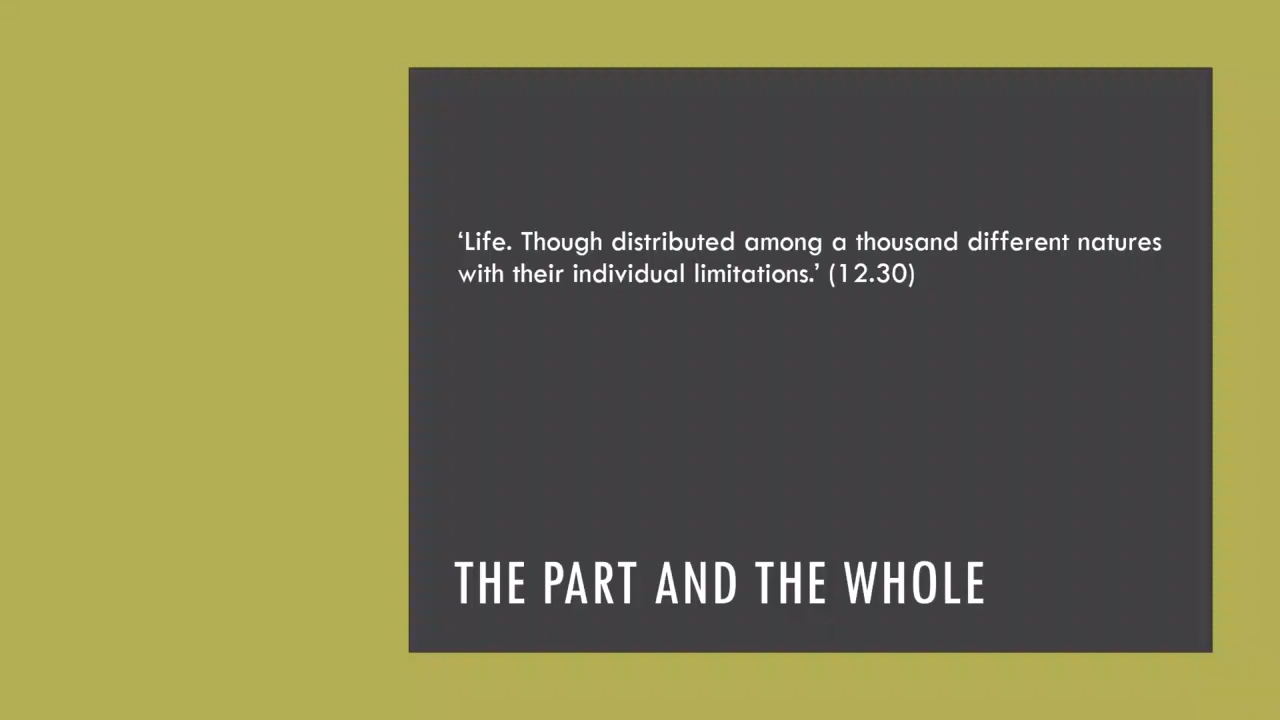 ‘Life. Though distributed among a thousand different natures
with their individual limitations.’ (12.30)
THE PART AND THE WHOLE